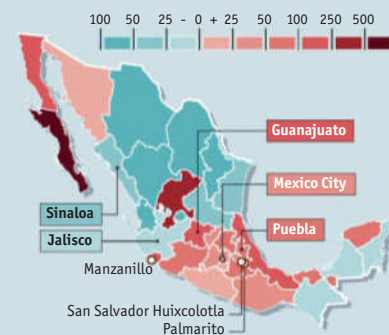 100 50 25 - 0 + 25 50 100 250 500
Guanajuato
Mexico City
Sinaloa
Puebla
Jalisco
Manzanillo
San Salvador Huixcolotla
Palmarito